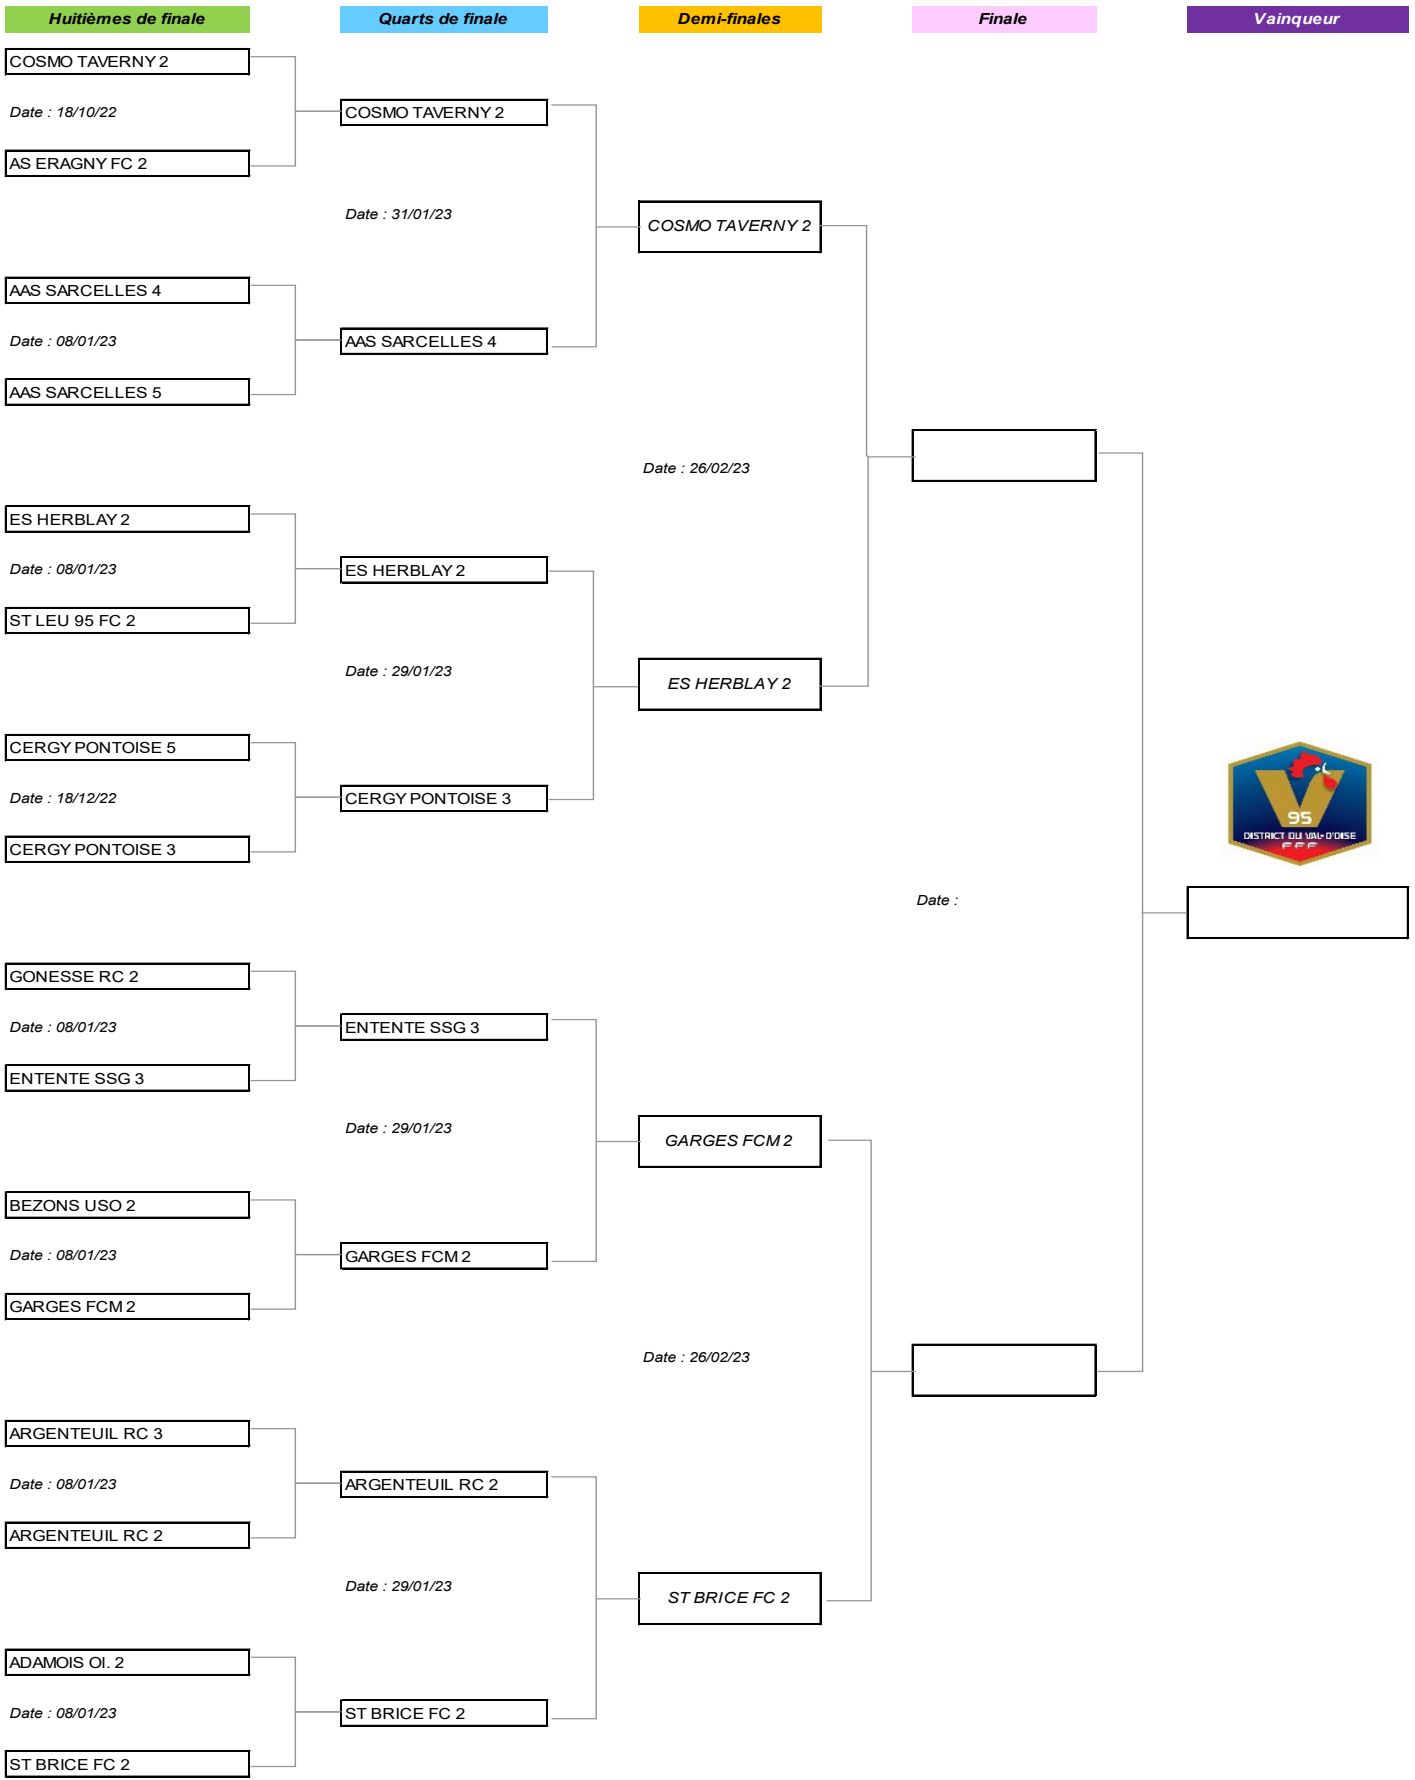 Huitièmes de finale
Quarts de finale
Demi-finales
Finale
Vainqueur
COSMO TAVERNY 2
Date : 18/10/22
COSMO TAVERNY 2
AS ERAGNY FC 2
Date : 31/01/23
COSMO TAVERNY 2
AAS SARCELLES 4
Date : 08/01/23
AAS SARCELLES 4
AAS SARCELLES 5
Date : 26/02/23
ES HERBLAY 2
Date : 08/01/23
ES HERBLAY 2
ST LEU 95 FC 2
Date : 29/01/23
ES HERBLAY 2
CERGY PONTOISE 5
Date : 18/12/22
CERGY PONTOISE 3
CERGY PONTOISE 3
95
DISTRICT DU VAL-D'OISE
FFF
Date :
GONESSE RC 2
Date : 08/01/23
ENTENTE SSG 3
ENTENTE SSG 3
Date : 29/01/23
GARGES FCM 2
BEZONS USO 2
Date : 08/01/23
GARGES FCM 2
GARGES FCM 2
Date : 26/02/23
ARGENTEUIL RC 3
Date : 08/01/23
ARGENTEUIL RC 2
ARGENTEUIL RC 2
Date : 29/01/23
ST BRICE FC 2
ADAMOIS OI. 2
Date : 08/01/23
ST BRICE FC 2
ST BRICE FC 2